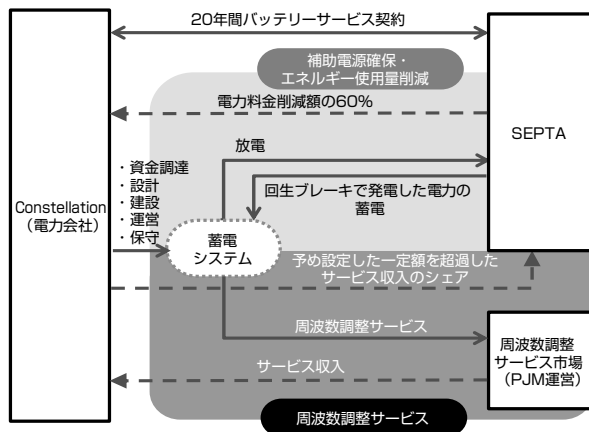 20年間バッテリーサービス契約
補助電源確保・
エネルギー使用量削減
電力料金削減額の60%
SEPTA
放電
・資金調達
・設計
・建設
・運営
・保守
回生ブレーキで発電した電力の
蓄電
Constellation
（電力会社）
蓄電
システム
予め設定した一定額を超過した
サービス収入のシェア
周波数調整サービス
周波数調整
サービス市場
（PJM運営）
サービス収入
周波数調整サービス